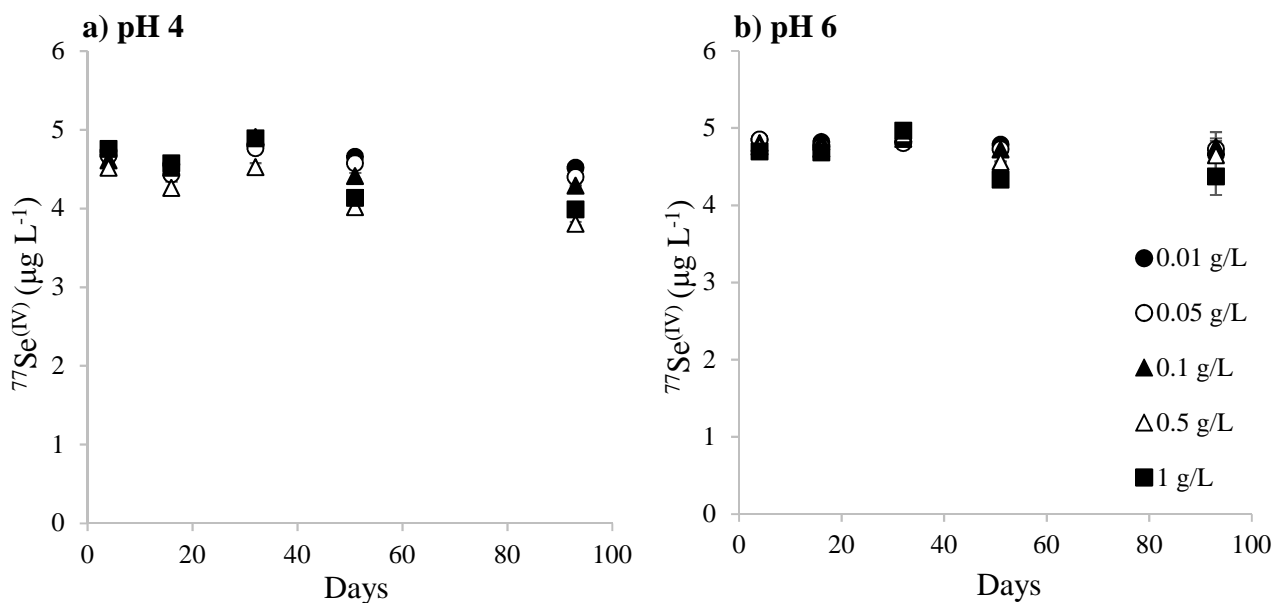 a) pH 4
6
5
4
3
2
1
0
0 20 40 60 80 100
Days
⁷⁷Se⁽ᴵⱽ⁾ (µg L⁻¹)
b) pH 6
6
5
4
3
2
1
0
0 20 40 60 80 100
Days
⁷⁷Se⁽ᴵⱽ⁾ (µg L⁻¹)
0.01 g/L
0.05 g/L
0.1 g/L
0.5 g/L
1 g/L